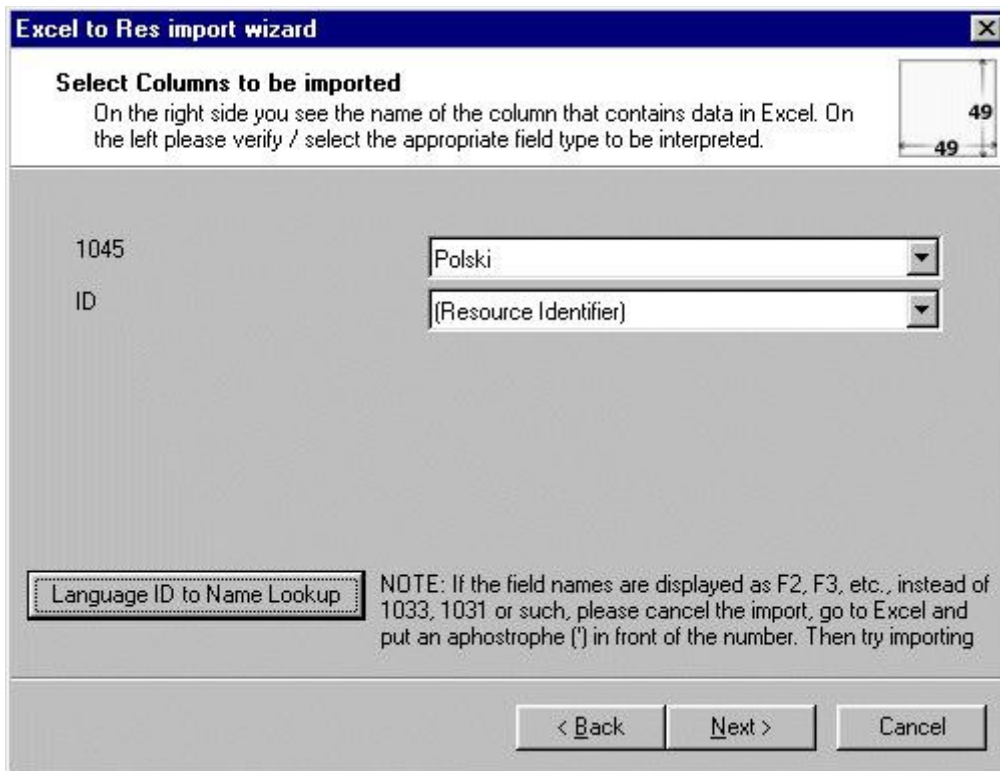 Excel to Res import wizard
Select Columns to be imported
On the right side you see the name of the column that contains data in Excel. On
the left please verify / select the appropriate field type to be interpreted.
49
49
1045
Polski
ID
(Resource Identifier)
Language ID to Name Lookup
NOTE: If the field names are displayed as F2, F3, etc., instead of
1033, 1031 or such, please cancel the import, go to Excel and
put an aphostrophe (') in front of the number. Then try importing
< Back
Next >
Cancel